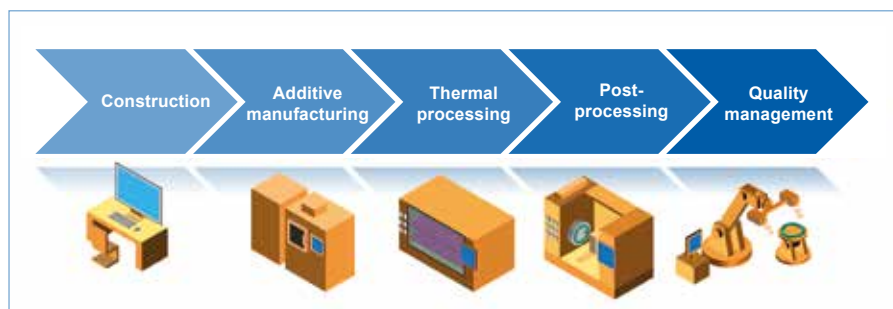 Construction
Additive
manufacturing
Thermal
processing
Post-
processing
Quality
management